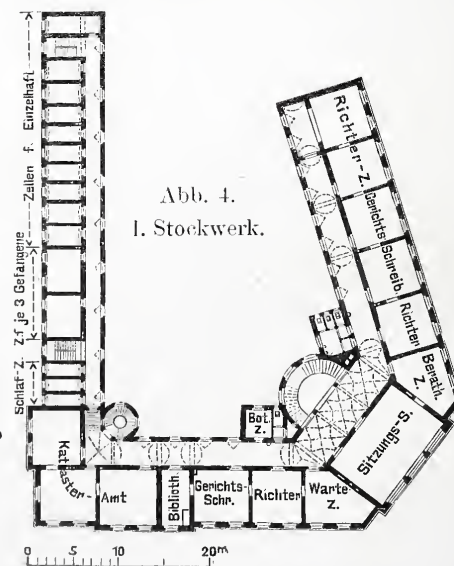 Abb. 4.
I. Stockwerk.
Zellen f. Einzelhaft
Z. f. je 3 Gefangene
Schlaf-Z.
Richter-Z.
Gerichts-
Schreib.
Richter
Berath.
Z.
Sitzungs-S.
Bot.
Z.
Kataster-
Amt
Biblioth.
Gerichts-
Schr.
Richter
Warte-
Z.
0 5 10 20m